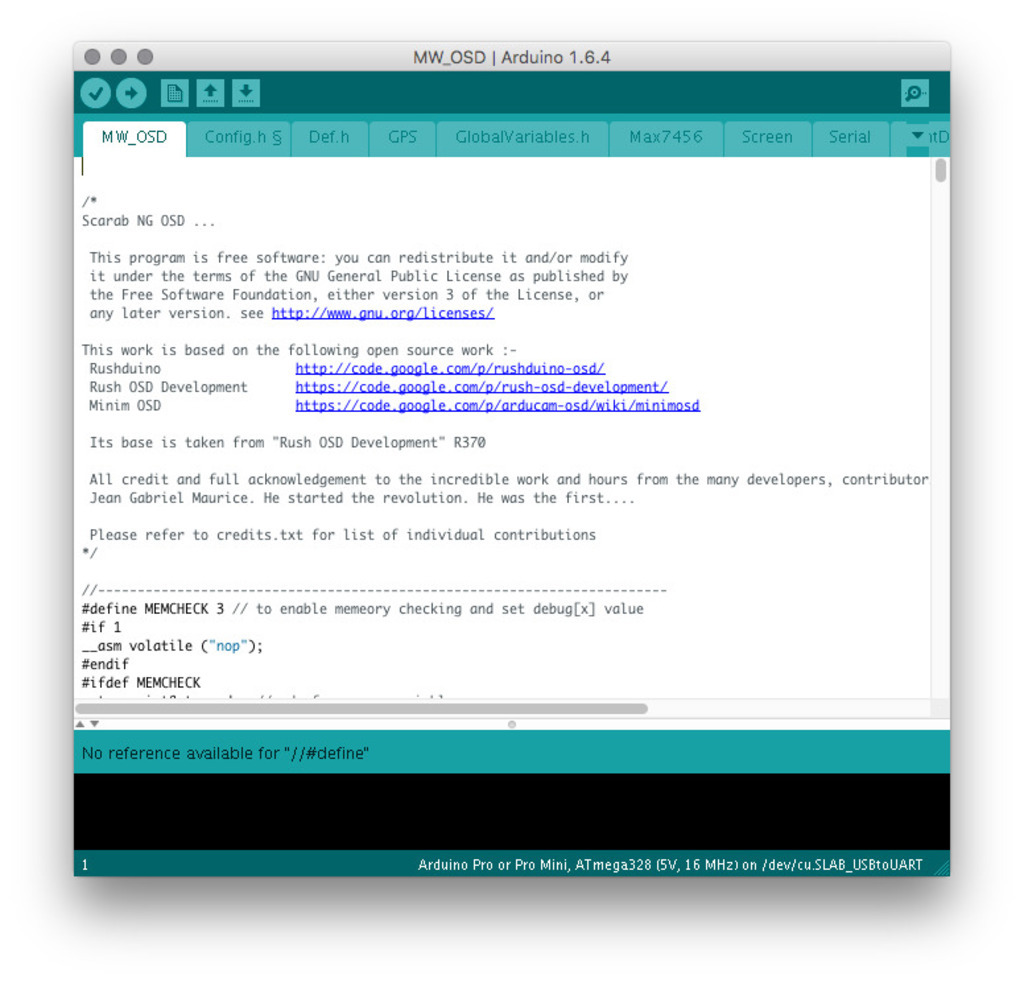 MW_OSD | Arduino 1.6.4
MW_OSD Config.h § Def.h GPS GlobalVariables.h Max7456 Screen Serial
/*
Scarab NG OSD ...
This program is free software: you can redistribute it and/or modify
it under the terms of the GNU General Public License as published by
the Free Software Foundation, either version 3 of the License, or
any later version. see http://www.gnu.org/licenses/
This work is based on the following open source work :-
Rushduino http://code.google.com/p/rushduino-osd/
Rush OSD Development https://code.google.com/p/rush-osd-development/
Minim OSD https://code.google.com/p/arducam-osd/wiki/minimosd
Its base is taken from "Rush OSD Development" R370
All credit and full acknowledgement to the incredible work and hours from the many developers, contributor
Jean Gabriel Maurice. He started the revolution. He was the first....
Please refer to credits.txt for list of individual contributions
*/
//----------------------------------------------------------------------
#define MEMCHECK 3 // to enable memeory checking and set debug[x] value
#if 1
__asm volatile ("nop");
#endif
#ifdef MEMCHECK
No reference available for "//#define"
1 Arduino Pro or Pro Mini, ATmega328 (5V, 16 MHz) on /dev/cu.SLAB_USBtoUART